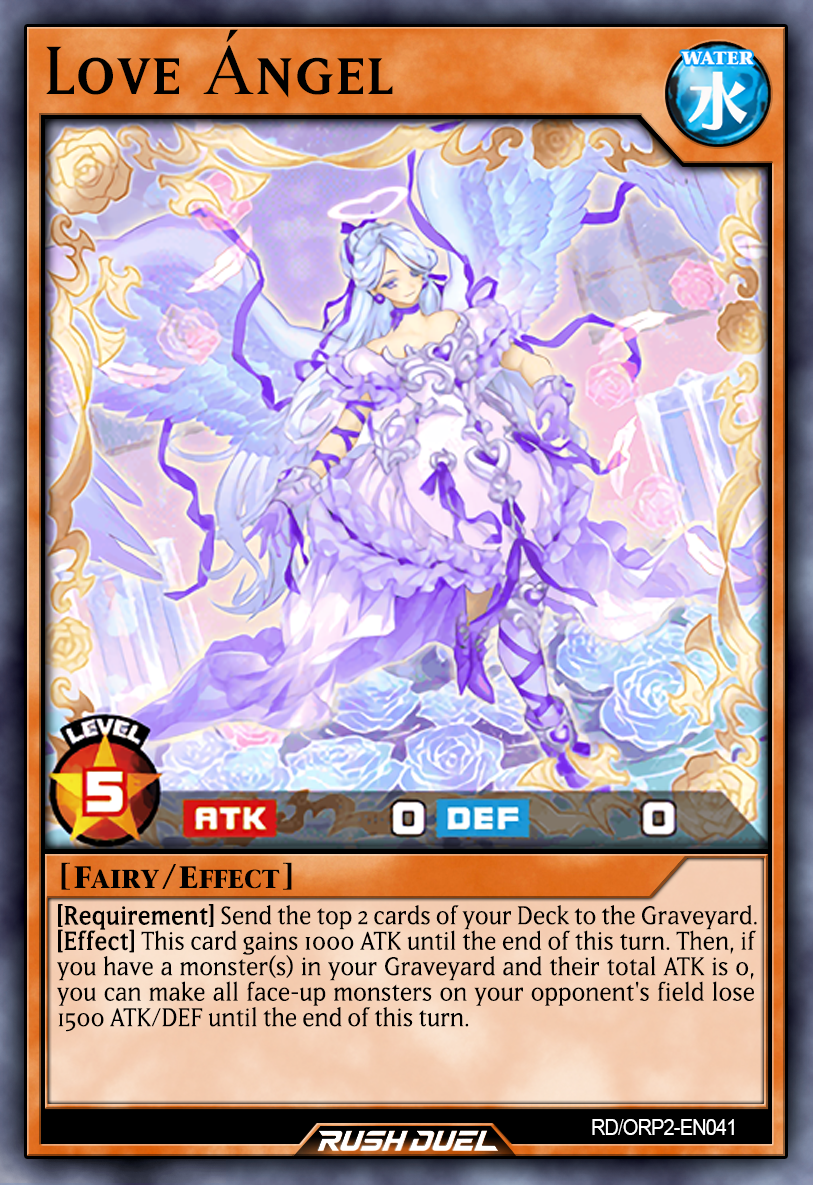 Love Ángel
WATER
水
LEVEL
5
ATK 0 DEF 0
[Fairy/Effect]
[Requirement] Send the top 2 cards of your Deck to the Graveyard.
[Effect] This card gains 1000 ATK until the end of this turn. Then, if
you have a monster(s) in your Graveyard and their total ATK is 0,
you can make all face-up monsters on your opponent's field lose
1500 ATK/DEF until the end of this turn.
RD/ORP2-EN041
RUSH DUEL